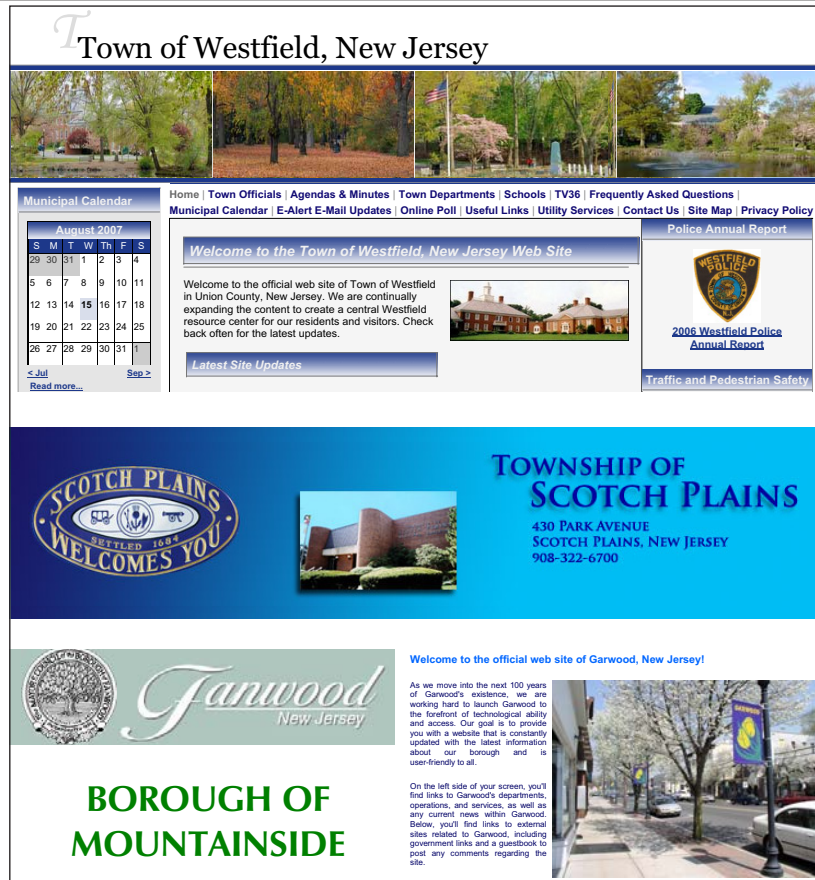 T
Town of Westfield, New Jersey
Municipal Calendar
August 2007
S M T W Th F S
29 30 31 1 2 3 4
5 6 7 8 9 10 11
12 13 14 15 16 17 18
19 20 21 22 23 24 25
26 27 28 29 30 31 1
< Jul Sep >
Read more...
Home | Town Officials | Agendas & Minutes | Town Departments | Schools | TV36 | Frequently Asked Questions |
Municipal Calendar | E-Alert E-Mail Updates | Online Poll | Useful Links | Utility Services | Contact Us | Site Map | Privacy Policy
Welcome to the Town of Westfield, New Jersey Web Site
Welcome to the official web site of Town of Westfield
in Union County, New Jersey. We are continually
expanding the content to create a central Westfield
resource center for our residents and visitors. Check
back often for the latest updates.
Latest Site Updates
Police Annual Report
WESTFIELD
POLICE
N.J.
2006 Westfield Police
Annual Report
Traffic and Pedestrian Safety
SCOTCH PLAINS
SETTLED 1684
WELCOMES YOU
TOWNSHIP OF
SCOTCH PLAINS
430 PARK AVENUE
SCOTCH PLAINS, NEW JERSEY
908-322-6700
Fanwood
New Jersey
BOROUGH OF
MOUNTAINSIDE
Welcome to the official web site of Garwood, New Jersey!
As we move into the next 100 years
of Garwood's existence, we are
working hard to launch Garwood to
the forefront of technological ability
and access. Our goal is to provide
you with a website that is constantly
updated with the latest information
about our borough and is
user-friendly to all.
On the left side of your screen, you'll
find links to Garwood's departments,
operations, and services, as well as
any current news within Garwood.
Below, you'll find links to external
sites related to Garwood, including
government links and a guestbook to
post any comments regarding the
site.
GARWOOD